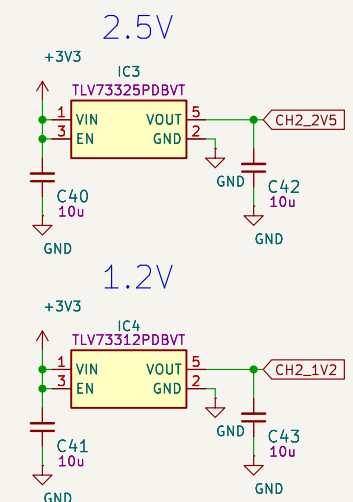 2.5V
+3V3
IC3
TLV73325PDBVT
1 VIN VOUT 5 CH2_2V5
3 EN GND 2
GND
C40 C42
10u 10u
GND GND
1.2V
+3V3
IC4
TLV73312PDBVT
1 VIN VOUT 5 CH2_1V2
3 EN GND 2
GND
C41 C43
10u 10u
GND GND